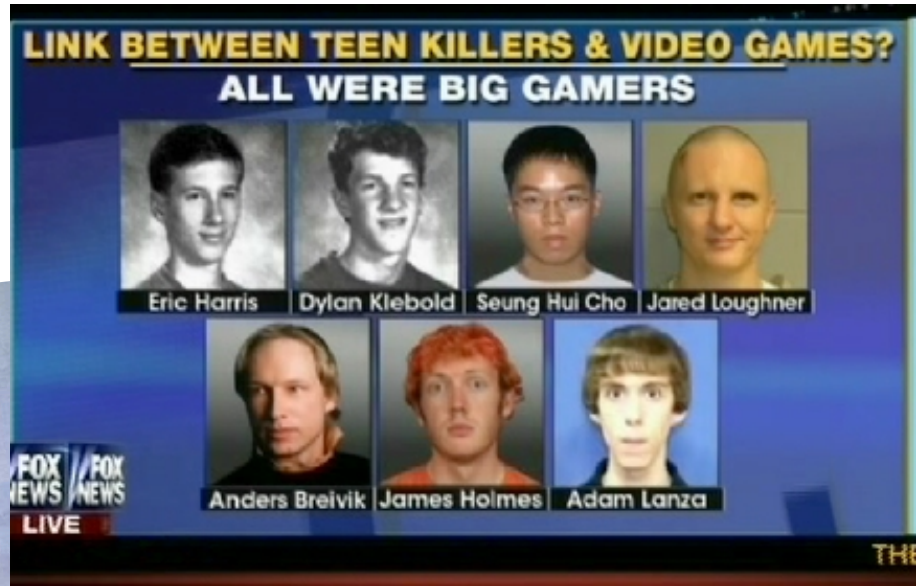 LINK BETWEEN TEEN KILLERS & VIDEO GAMES?
ALL WERE BIG GAMERS
Eric Harris
Dylan Klebold
Seung Hui Cho
Jared Loughner
Anders Breivik
James Holmes
Adam Lanza
FOX NEWS
FOX NEWS
LIVE
THE